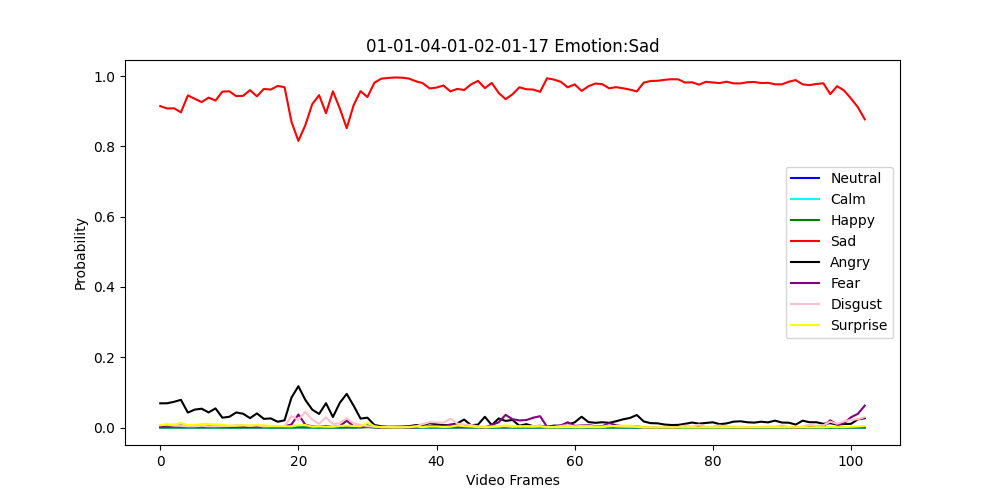 01-01-04-01-02-01-17 Emotion:Sad
1.0
0.8
0.6
0.4
0.2
0.0
Probability
0
20
40
60
80
100
Video Frames
Neutral
Calm
Happy
Sad
Angry
Fear
Disgust
Surprise